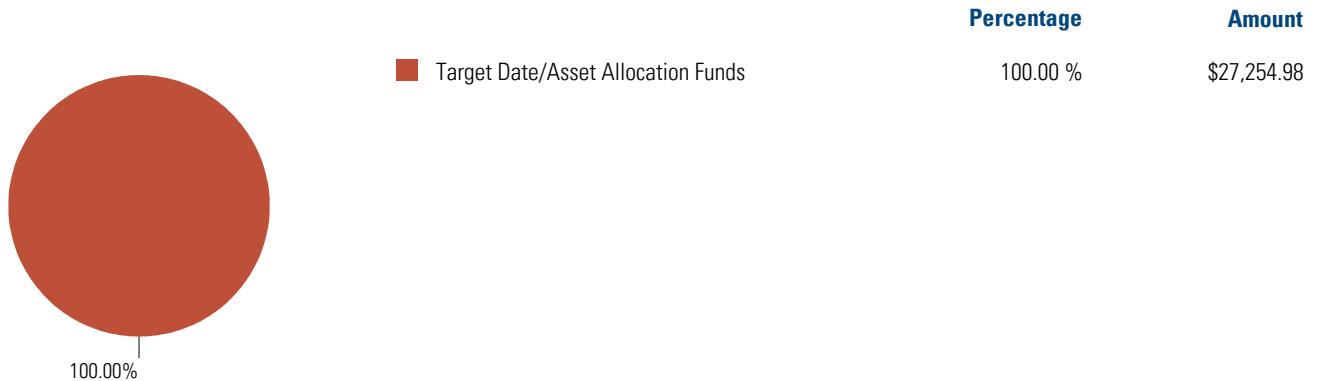 Percentage Amount
Target Date/Asset Allocation Funds 100.00 % $27,254.98
100.00%